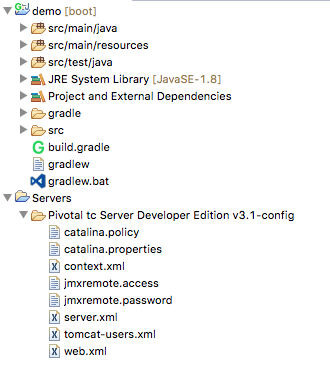 demo [boot]
src/main/java
src/main/resources
src/test/java
JRE System Library [JavaSE-1.8]
Project and External Dependencies
gradle
src
build.gradle
gradlew
gradlew.bat
Servers
Pivotal tc Server Developer Edition v3.1-config
catalina.policy
catalina.properties
context.xml
jmxremote.access
jmxremote.password
server.xml
tomcat-users.xml
web.xml